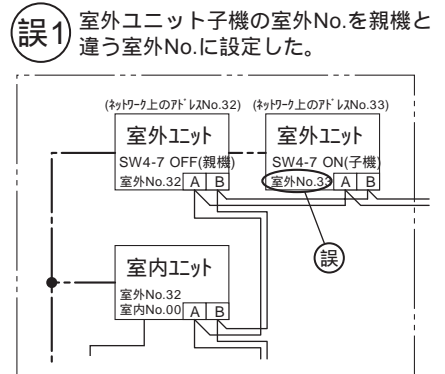 誤1 室外ユニット子機の室外No.を親機と
違う室外No.に設定した。
(ﾈｯﾄﾜｰｸ上のｱﾄﾞﾚｽNo.32) (ﾈｯﾄﾜｰｸ上のｱﾄﾞﾚｽNo.33)
室外ﾕﾆｯﾄ 室外ﾕﾆｯﾄ
SW4-7 OFF(親機) SW4-7 ON(子機)
室外No.32 A B 室外No.33 A B
誤
室内ﾕﾆｯﾄ
室外No.32
室内No.00 A B